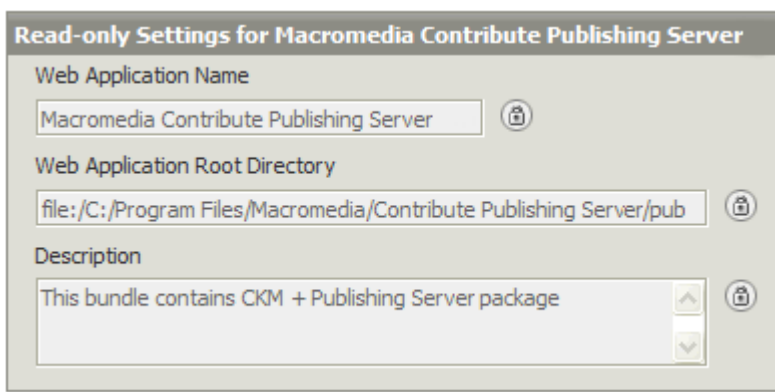 Read-only Settings for Macromedia Contribute Publishing Server
Web Application Name
Macromedia Contribute Publishing Server
Web Application Root Directory
file:/C:/Program Files/Macromedia/Contribute Publishing Server/pub
Description
This bundle contains CKM + Publishing Server package